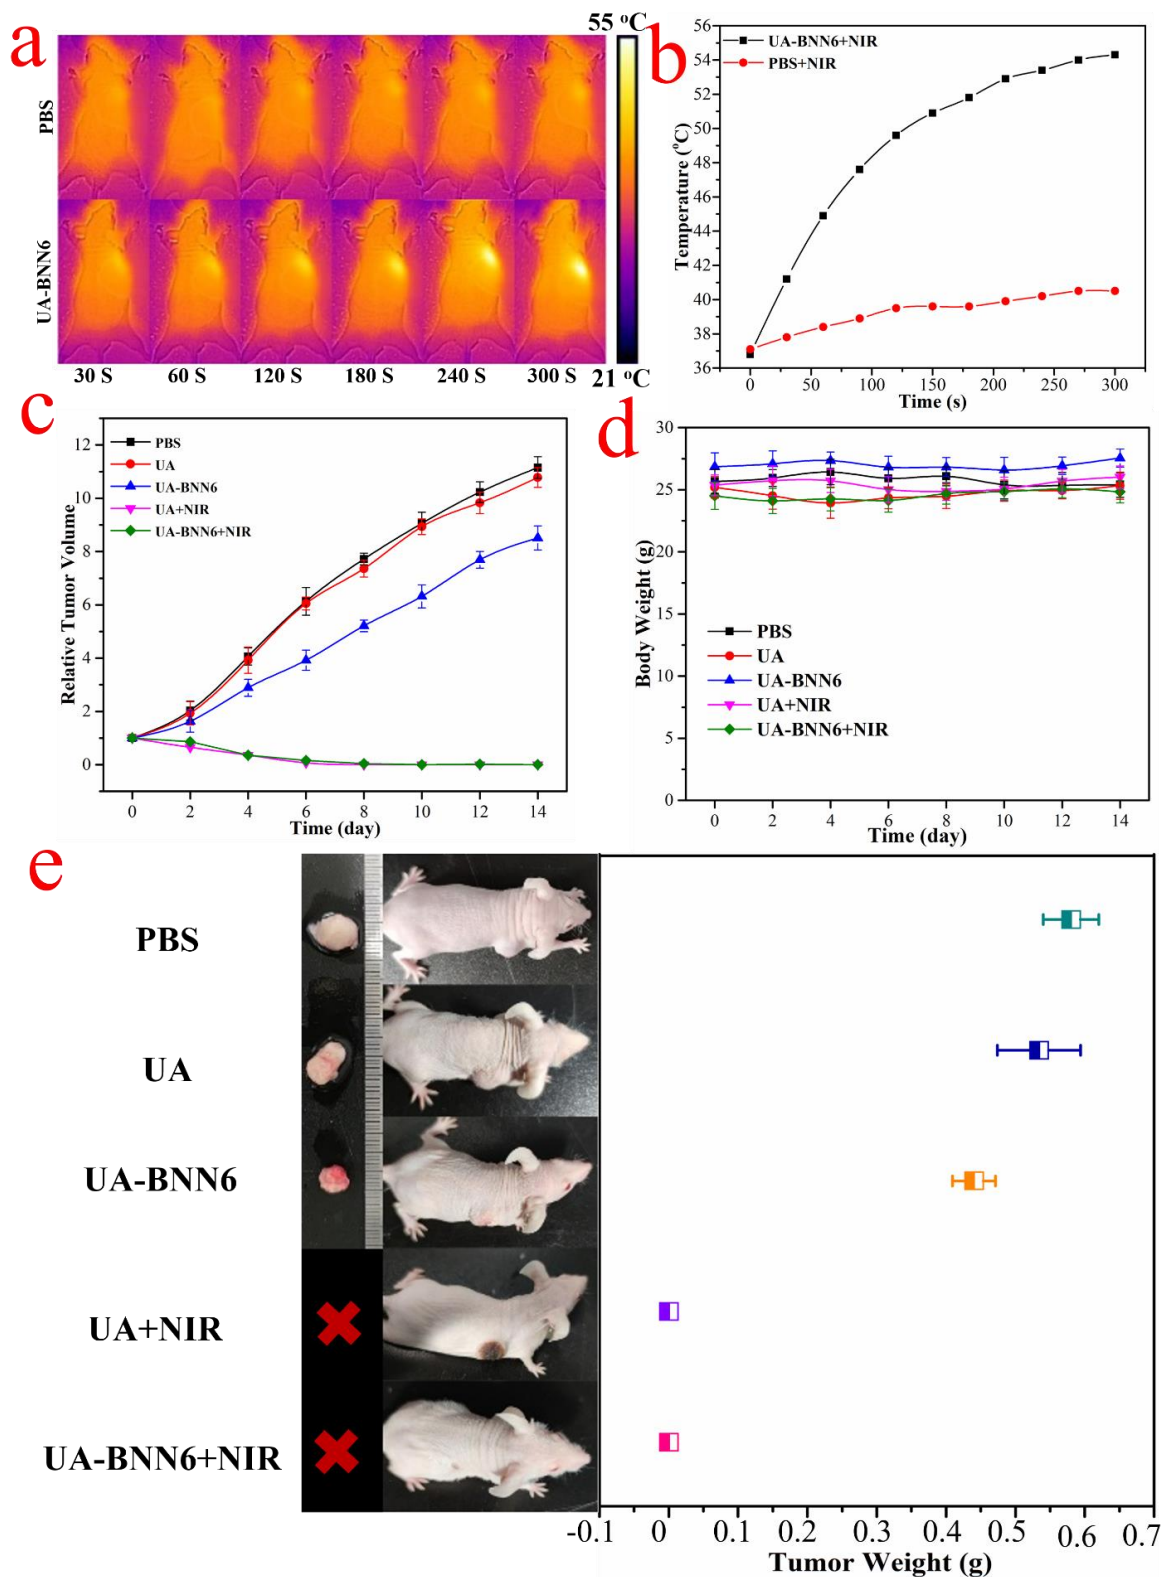 a
55 °C
PBS
UA-BNN6
30 S 60 S 120 S 180 S 240 S 300 S
21 °C
b
UA-BNN6+NIR
PBS+NIR
Temperature (°C)
56
54
52
50
48
46
44
42
40
38
36
0 50 100 150 200 250 300
Time (s)
c
PBS
UA
UA-BNN6
UA+NIR
UA-BNN6+NIR
Relative Tumor Volume
12
10
8
6
4
2
0
0 2 4 6 8 10 12 14
Time (day)
d
Body Weight (g)
30
25
20
15
10
5
0
PBS
UA
UA-BNN6
UA+NIR
UA-BNN6+NIR
0 2 4 6 8 10 12 14
Time (day)
e
PBS
UA
UA-BNN6
UA+NIR
UA-BNN6+NIR
-0.1 0 0.1 0.2 0.3 0.4 0.5 0.6 0.7
Tumor Weight (g)